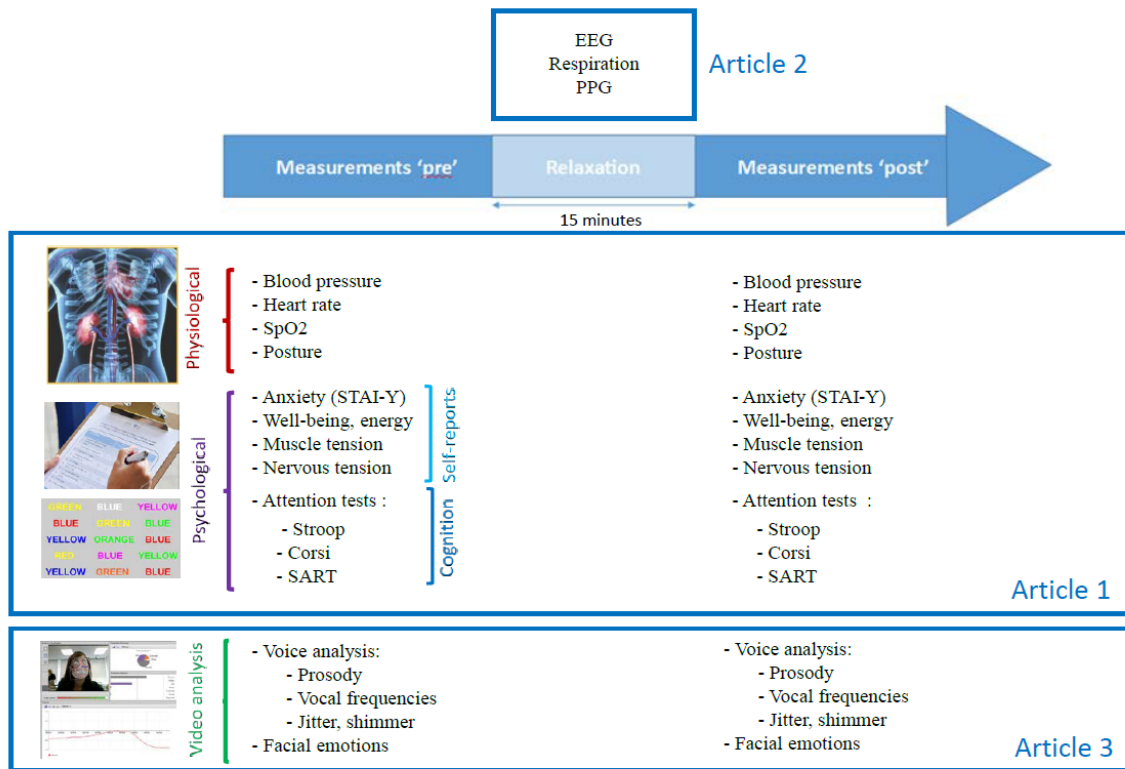 EEG
Respiration
PPG
Article 2
Measurements 'pre'
Relaxation
Measurements 'post'
15 minutes
Physiological
- Blood pressure
- Heart rate
- SpO2
- Posture
- Blood pressure
- Heart rate
- SpO2
- Posture
Psychological
- Anxiety (STAI-Y)
- Well-being, energy
- Muscle tension
- Nervous tension
Self-reports
- Anxiety (STAI-Y)
- Well-being, energy
- Muscle tension
- Nervous tension
GREEN BLUE YELLOW
BLUE GREEN BLUE
YELLOW ORANGE BLUE
RED BLUE YELLOW
YELLOW GREEN BLUE
- Attention tests :
- Stroop
- Corsi
- SART
Cognition
- Attention tests :
- Stroop
- Corsi
- SART
Article 1
Video analysis
- Voice analysis:
- Prosody
- Vocal frequencies
- Jitter, shimmer
- Facial emotions
- Voice analysis:
- Prosody
- Vocal frequencies
- Jitter, shimmer
- Facial emotions
Article 3